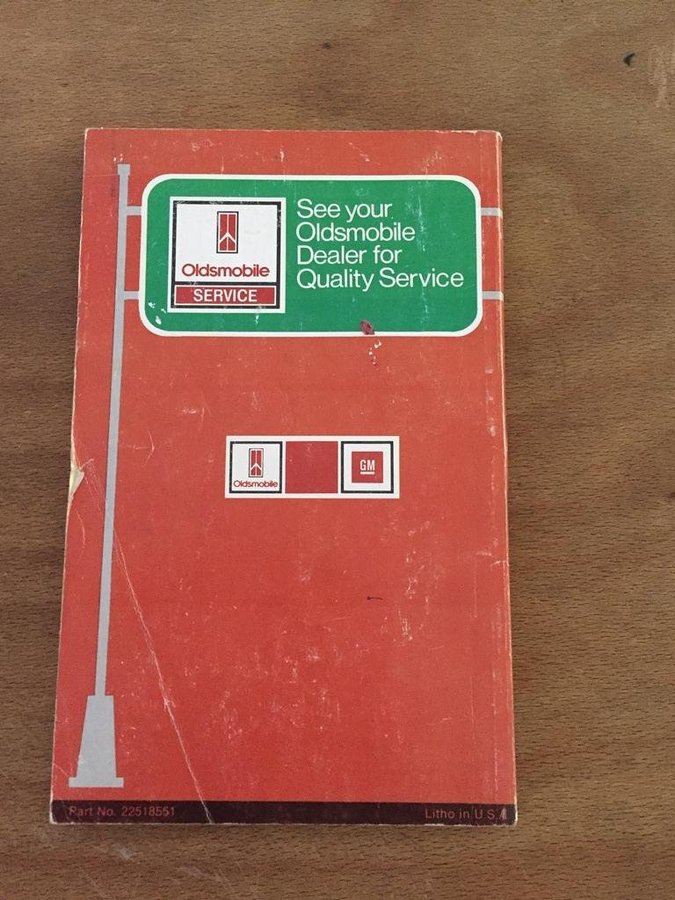 See your
Oldsmobile
Dealer for
Quality Service
Oldsmobile
SERVICE
Oldsmobile
GM
Part No. 22518551
Litho in U.S.A